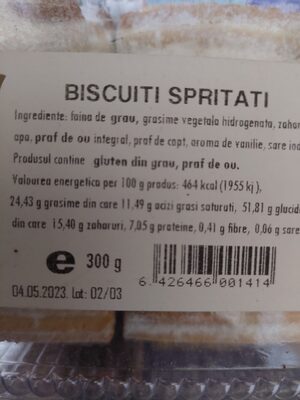 BISCUITI SPRITATI
Ingrediente: faina de grau, grasime vegetala hidrogenata, zahar
apa, praf de ou integral, praf de copt, aroma de vanilie, sare
Produsul contine gluten din grau, praf de ou.
Valoarea energetica per 100 g produs: 464 kcal (1955 kj),
24,43 g grasime din care 11,49 g acizi grasi saturati, 51,81 g
din care 15,40 g zaharuri, 7,05 g proteine, 0,41 g fibre, 0,06 g sare
e 300 g
6 426466 001414
04.05.2023. Lot: 02/03